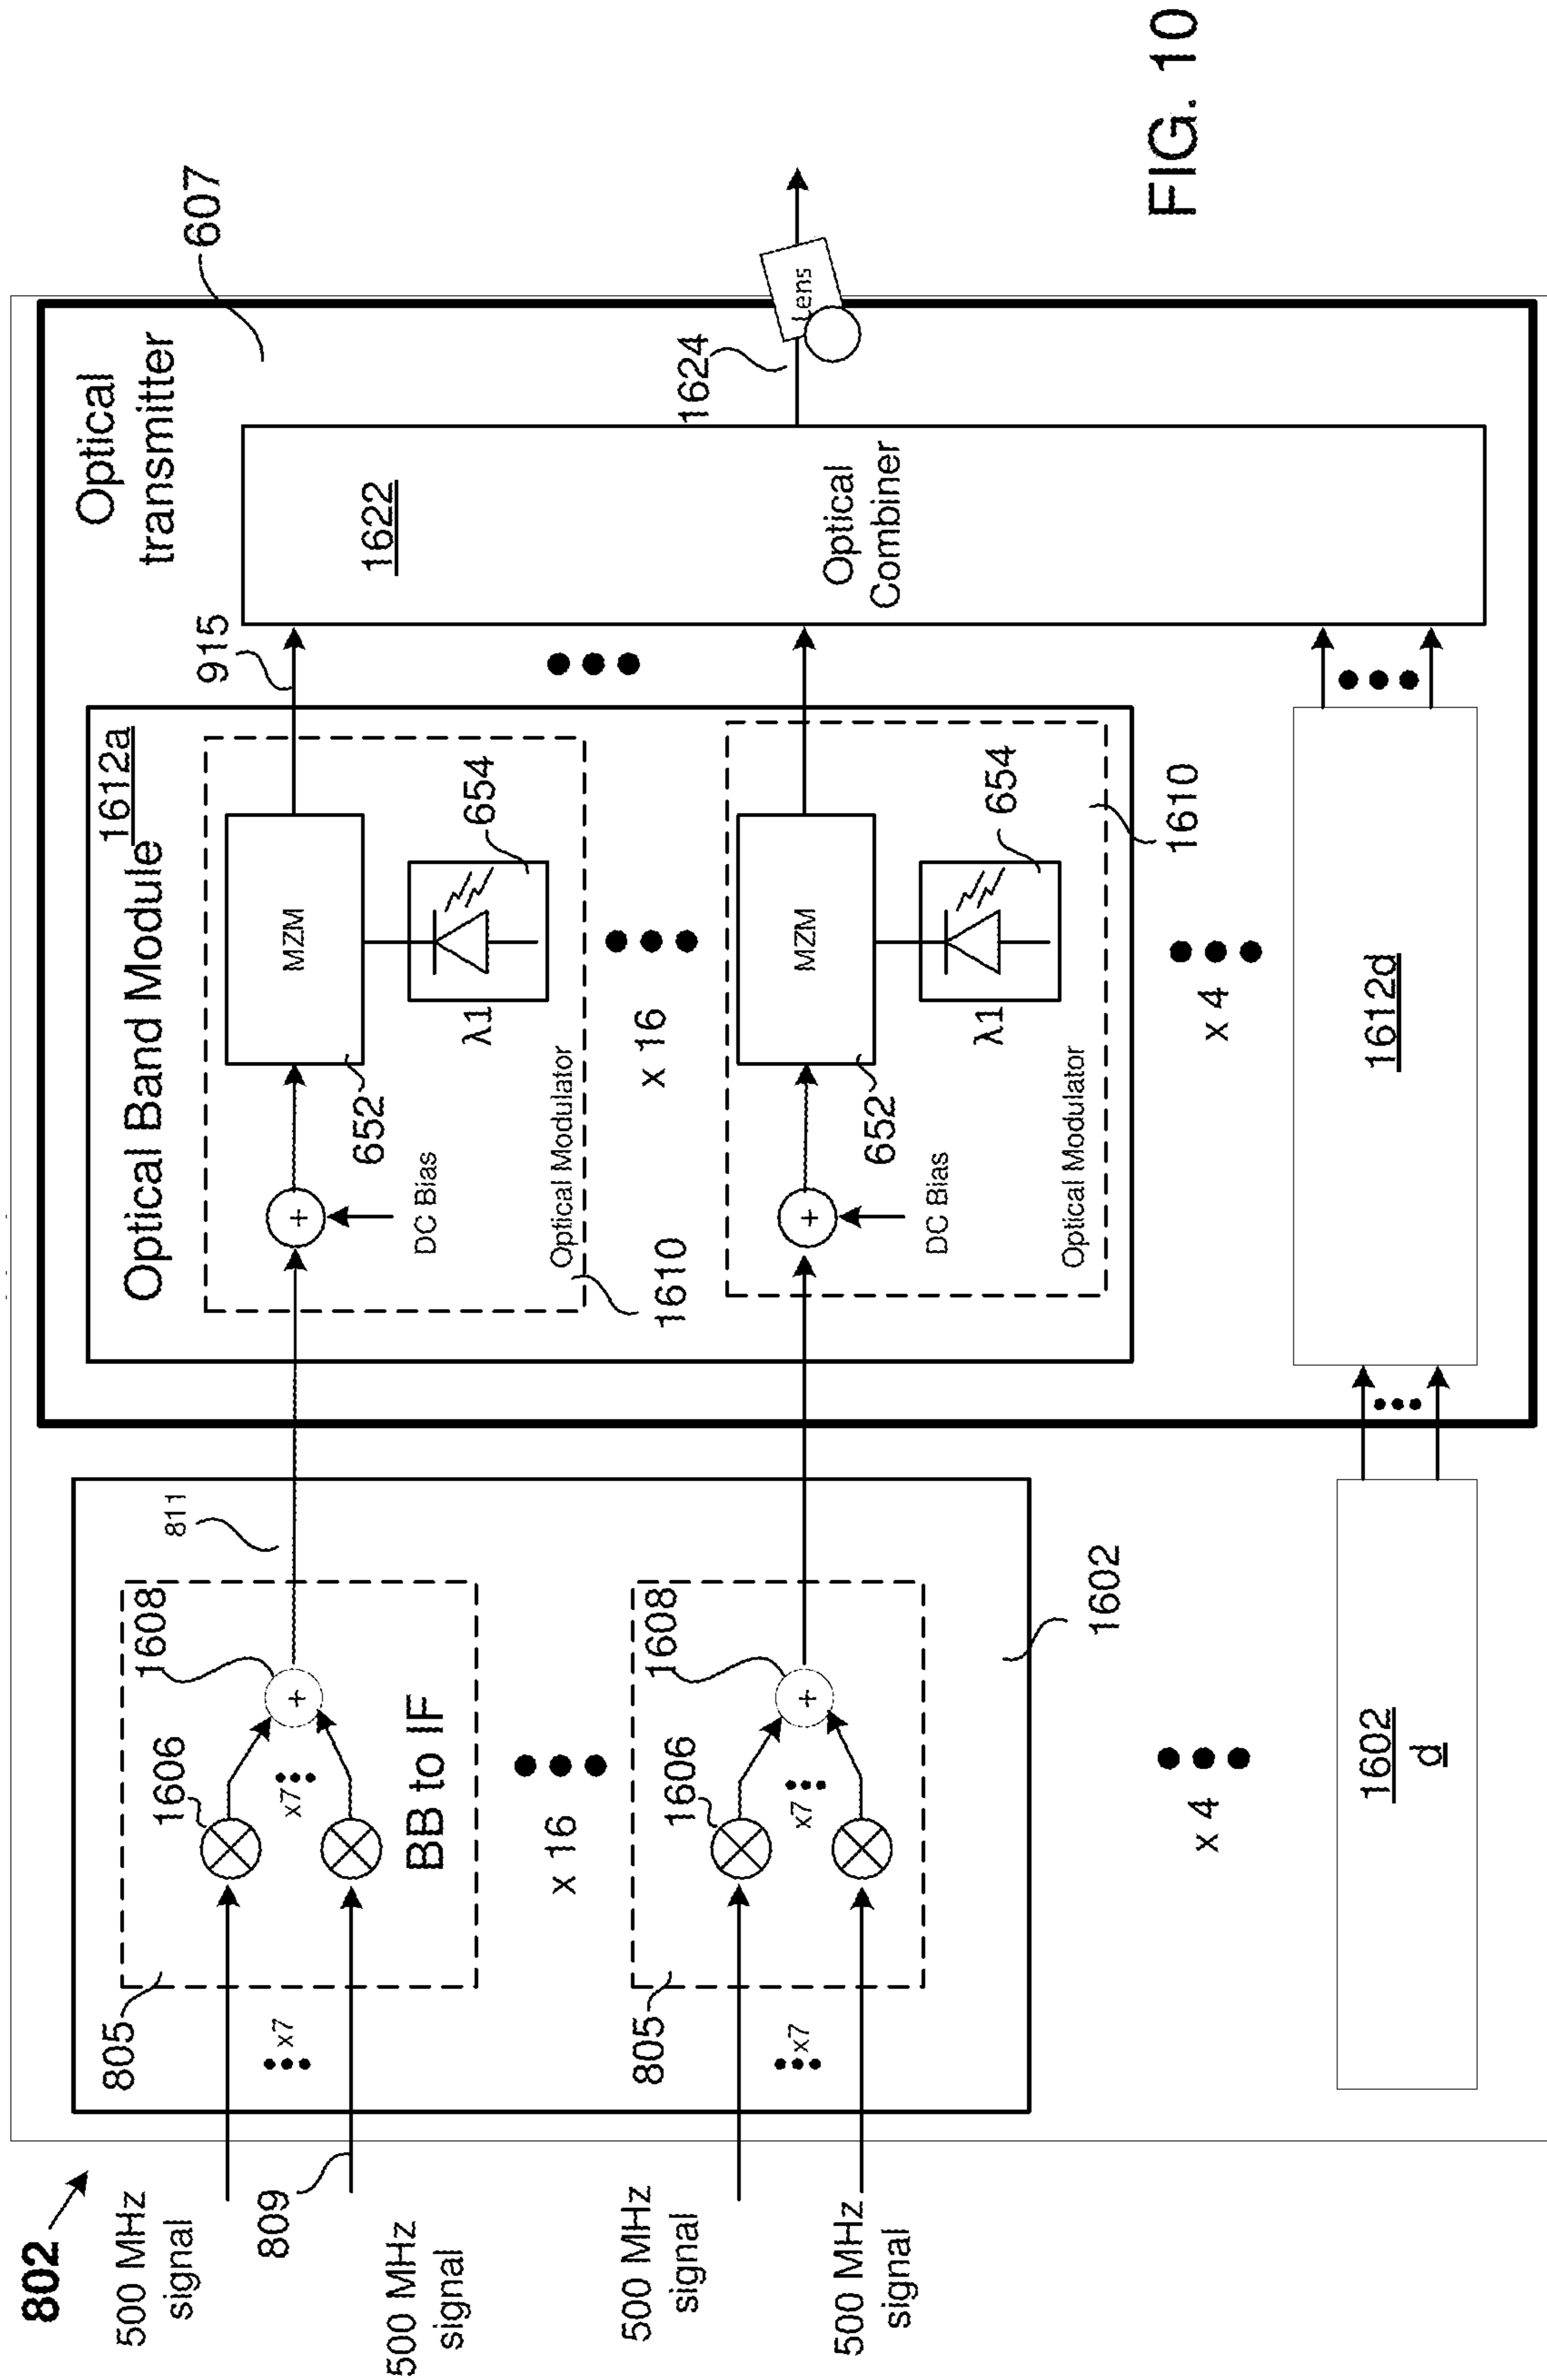 802
500 MHz
signal
809
500 MHz
signal
500 MHz
signal
500 MHz
signal
805
x7
1606
1608
x7
BB to IF
x 16
805
x7
1606
1608
x7
1602
x 4
1602
d
811
Optical
transmitter
607
Optical Band Module
1612a
MZM
652
654
λ1
DC Bias
Optical Modulator
1610
x 16
MZM
652
654
λ1
DC Bias
Optical Modulator
1610
x 4
1612d
915
1622
Optical
Combiner
1624
Lens
FIG. 10